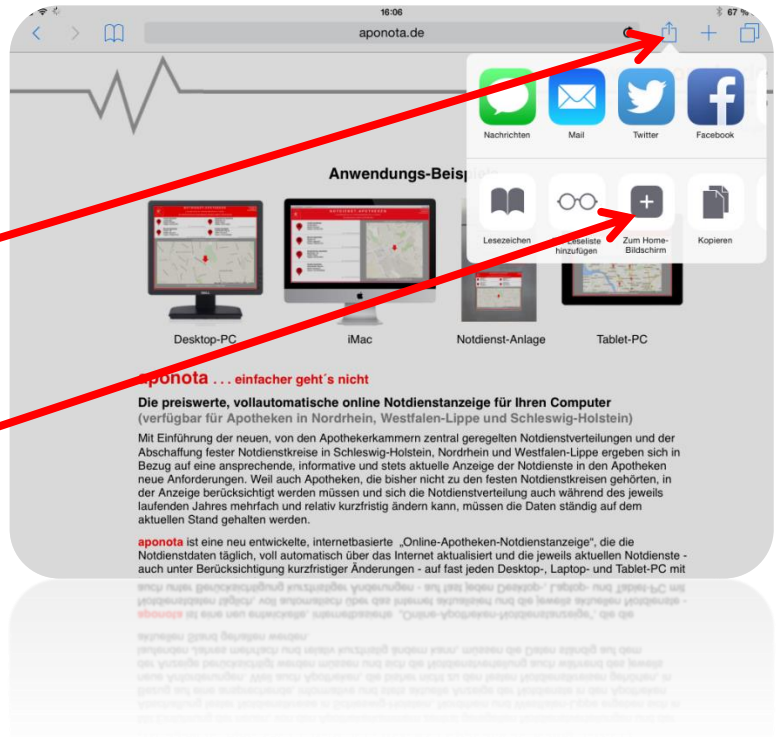 16:06
67 %
aponota.de
Nachrichten
Mail
Twitter
Facebook
Anwendungs-Beispiele
Lesezeichen
Leseliste
hinzufügen
Zum Home-
Bildschirm
Kopieren
Desktop-PC
iMac
Notdienst-Anlage
Tablet-PC
aponota . . . einfacher geht´s nicht
Die preiswerte, vollautomatische online Notdienstanzeige für Ihren Computer
(verfügbar für Apotheken in Nordrhein, Westfalen-Lippe und Schleswig-Holstein)
Mit Einführung der neuen, von den Apothekerkammern zentral geregelten Notdienstverteilungen und der
Abschaffung fester Notdienstkreise in Schleswig-Holstein, Nordrhein und Westfalen-Lippe ergeben sich in
Bezug auf eine ansprechende, informative und stets aktuelle Anzeige der Notdienste in den Apotheken
neue Anforderungen. Weil auch Apotheken, die bisher nicht zu den festen Notdienstkreisen gehörten, in
der Anzeige berücksichtigt werden müssen und sich die Notdienstverteilung auch während des jeweils
laufenden Jahres mehrfach und relativ kurzfristig ändern kann, müssen die Daten ständig auf dem
aktuellen Stand gehalten werden.
aponota ist eine neu entwickelte, internetbasierte „Online-Apotheken-Notdienstanzeige“, die die
Notdienstdaten täglich, voll automatisch über das Internet aktualisiert und die jeweils aktuellen Notdienste -
auch unter Berücksichtigung kurzfristiger Änderungen - auf fast jeden Desktop-, Laptop- und Tablet-PC mit